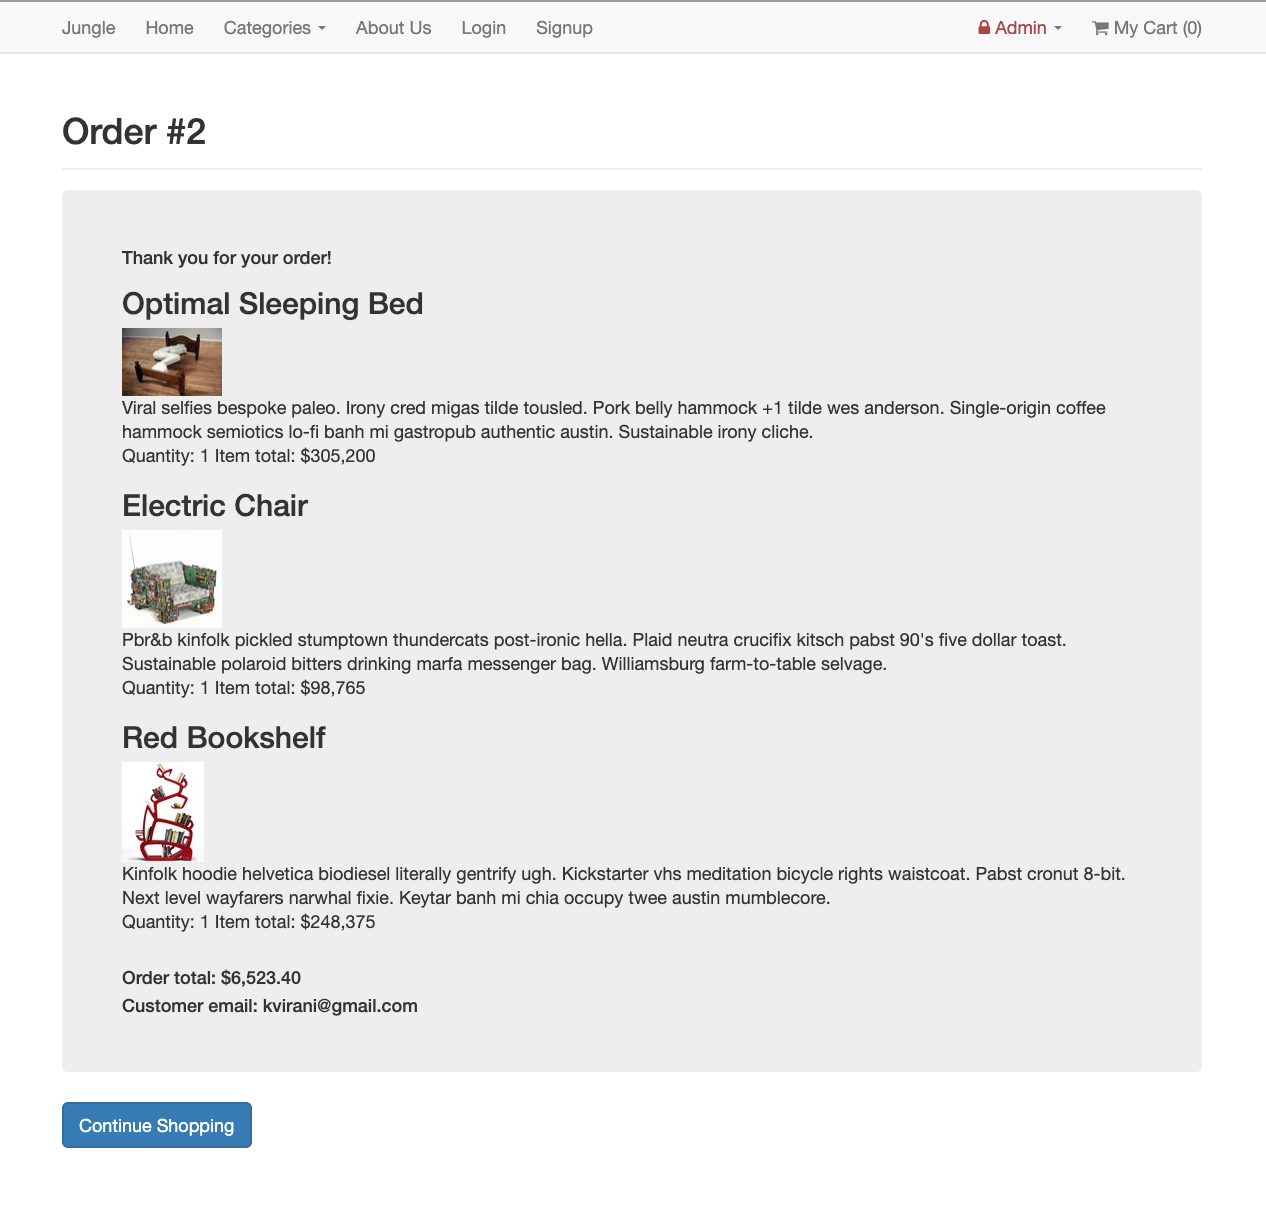 Jungle Home Categories About Us Login Signup Admin My Cart (0)
Order #2
Thank you for your order!
Optimal Sleeping Bed
Viral selfies bespoke paleo. Irony cred migas tilde tousled. Pork belly hammock +1 tilde wes anderson. Single-origin coffee
hammock semiotics lo-fi banh mi gastropub authentic austin. Sustainable irony cliche.
Quantity: 1 Item total: $305,200
Electric Chair
Pbr&b kinfolk pickled stumptown thundercats post-ironic hella. Plaid neutra crucifix kitsch pabst 90's five dollar toast.
Sustainable polaroid bitters drinking marfa messenger bag. Williamsburg farm-to-table selvage.
Quantity: 1 Item total: $98,765
Red Bookshelf
Kinfolk hoodie helvetica biodiesel literally gentrify ugh. Kickstarter vhs meditation bicycle rights waistcoat. Pabst cronut 8-bit.
Next level wayfarers narwhal fixie. Keytar banh mi chia occupy twee austin mumblecore.
Quantity: 1 Item total: $248,375
Order total: $6,523.40
Customer email: kvirani@gmail.com
Continue Shopping